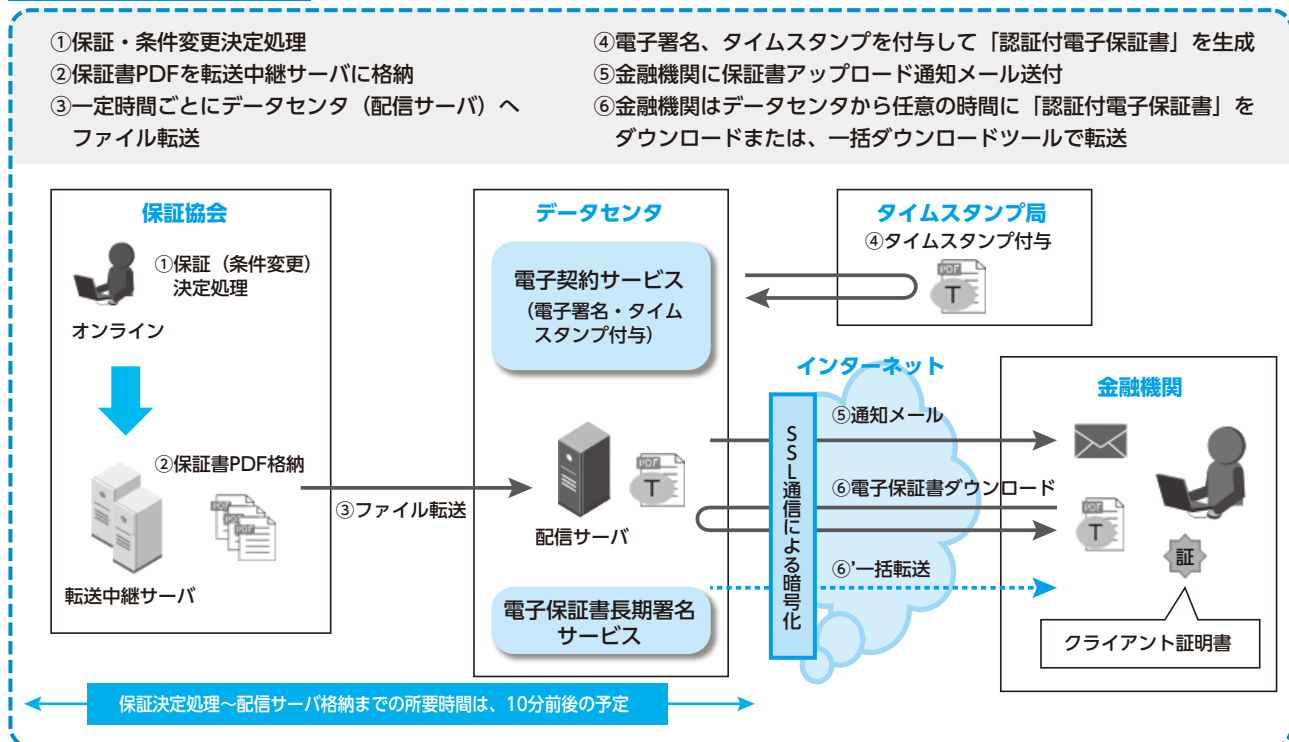 ①保証・条件変更決定処理
②保証書PDFを転送中継サーバに格納
③一定時間ごとにデータセンタ（配信サーバ）へ
ファイル転送
④電子署名、タイムスタンプを付与して「認証付電子保証書」を生成
⑤金融機関に保証書アップロード通知メール送付
⑥金融機関はデータセンタから任意の時間に「認証付電子保証書」を
ダウンロードまたは、一括ダウンロードツールで転送
保証協会
①保証（条件変更）
決定処理
オンライン
②保証書PDF格納
PDF
PDF
PDF
転送中継サーバ
③ファイル転送
データセンタ
電子契約サービス
（電子署名・タイム
スタンプ付与）
PDF
T
配信サーバ
電子保証書長期署名
サービス
タイムスタンプ局
④タイムスタンプ付与
PDF
T
インターネット
SSL通信による暗号化
⑤通知メール
⑥電子保証書ダウンロード
⑥'一括転送
金融機関
PDF
T
証
クライアント証明書
保証決定処理～配信サーバ格納までの所要時間は、10分前後の予定